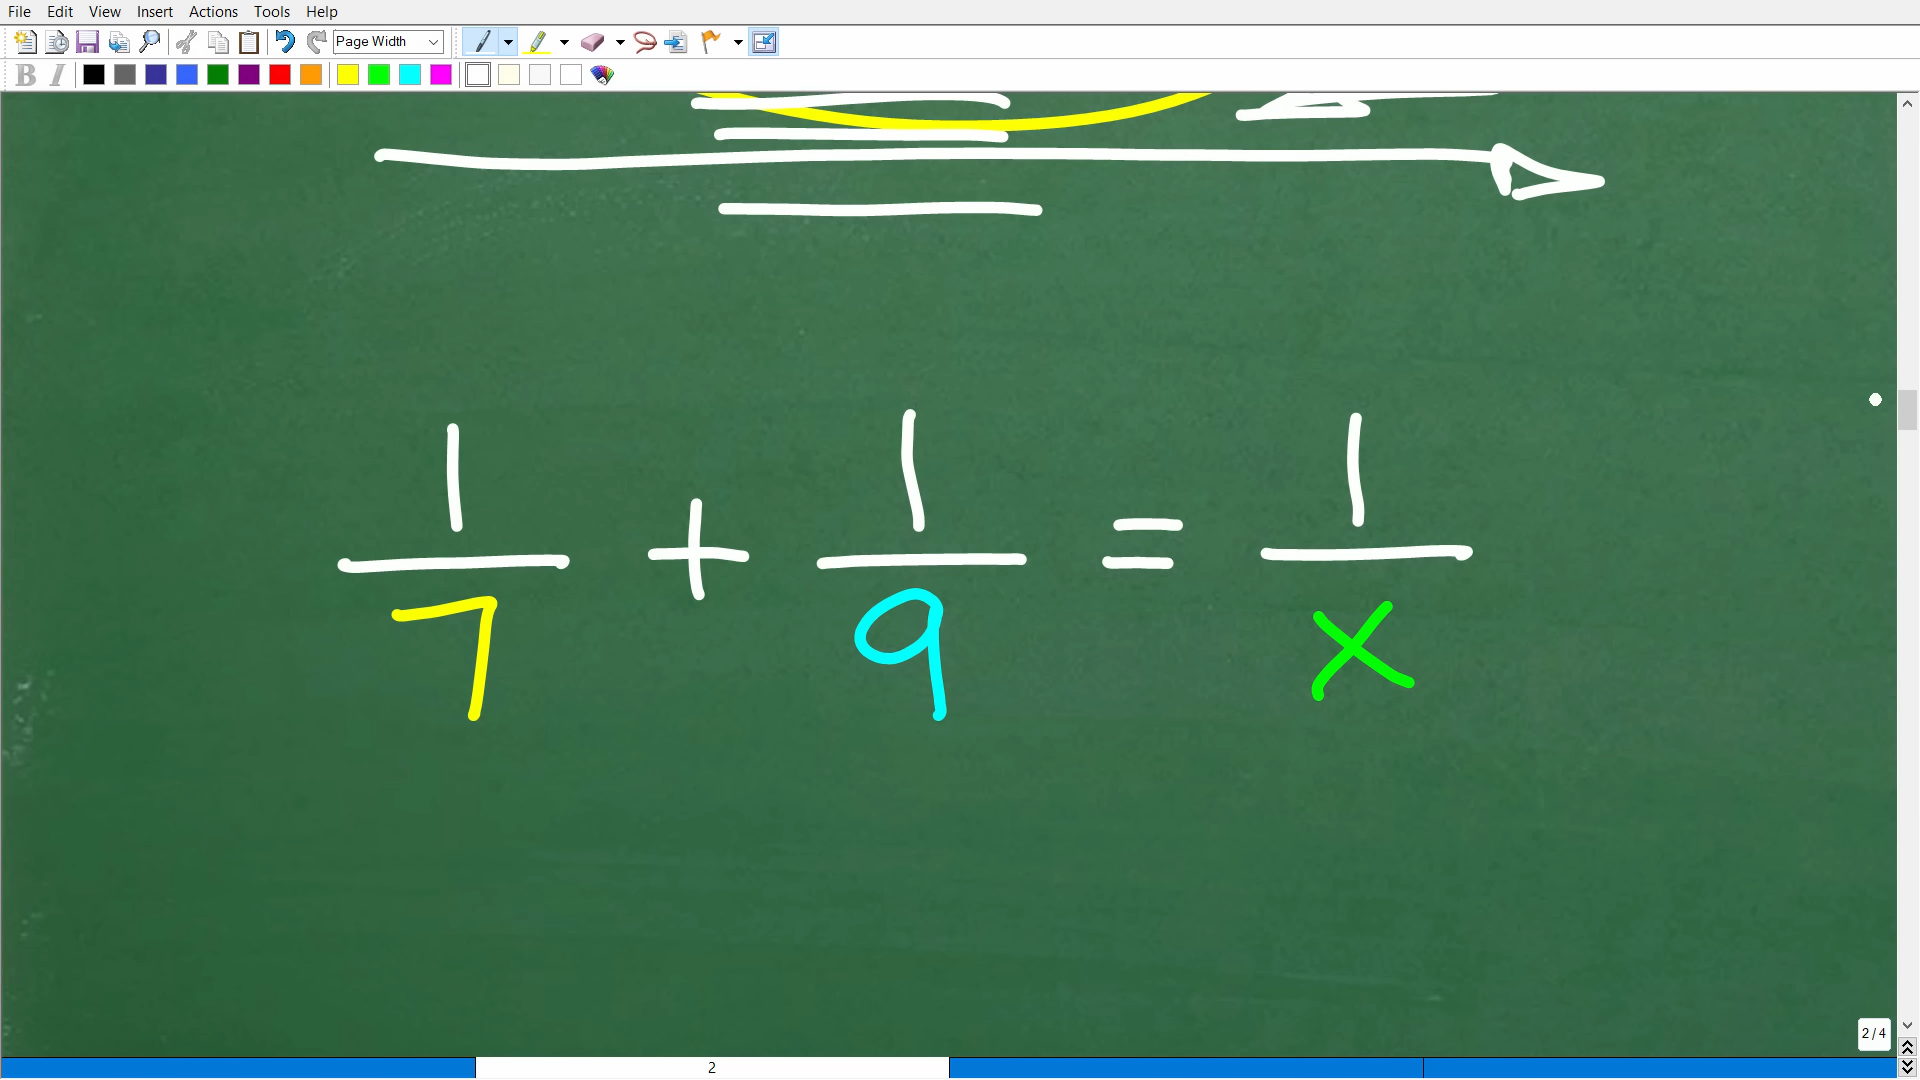 File Edit View Insert Actions Tools Help
Page Width
B I
1/7 + 1/9 = 1/x
2 / 4
2